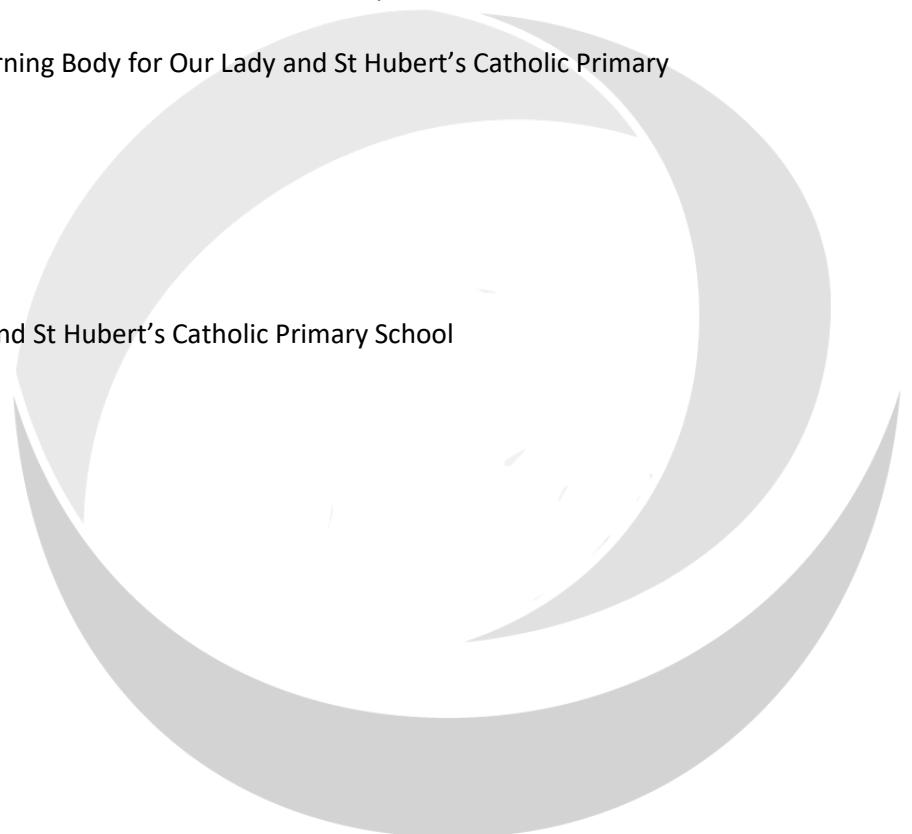 rning Body for Our Lady and St Hubert’s Catholic Primary
nd St Hubert’s Catholic Primary School